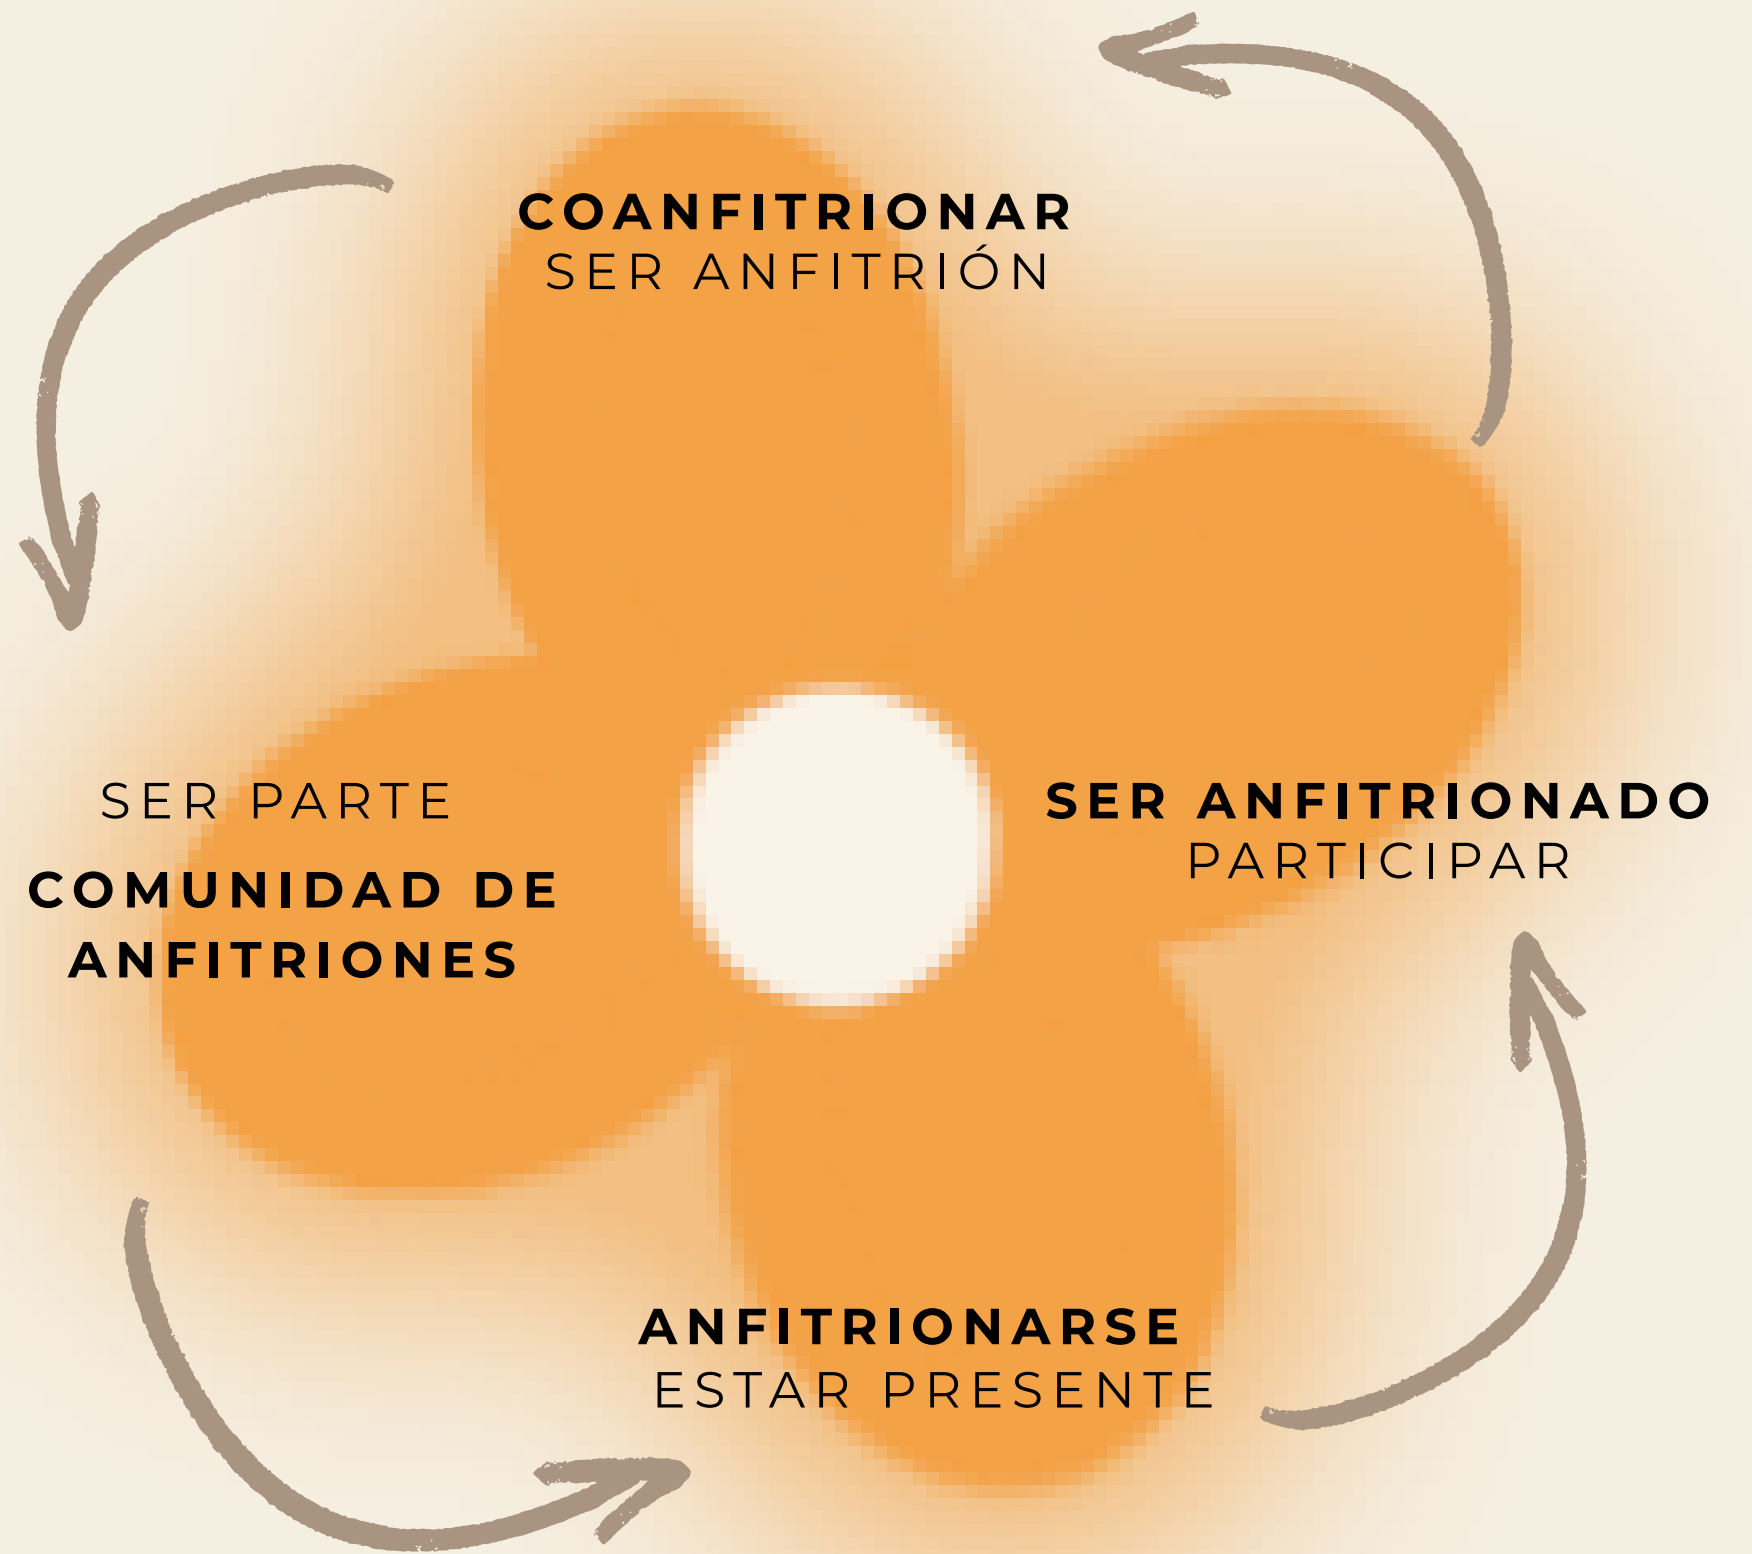 COANFITRIONAR
SER ANFITRIÓN
SER PARTE
COMUNIDAD DE
ANFITRIONES
SER ANFITRIONADO
PARTICIPAR
ANFITRIONARSE
ESTAR PRESENTE